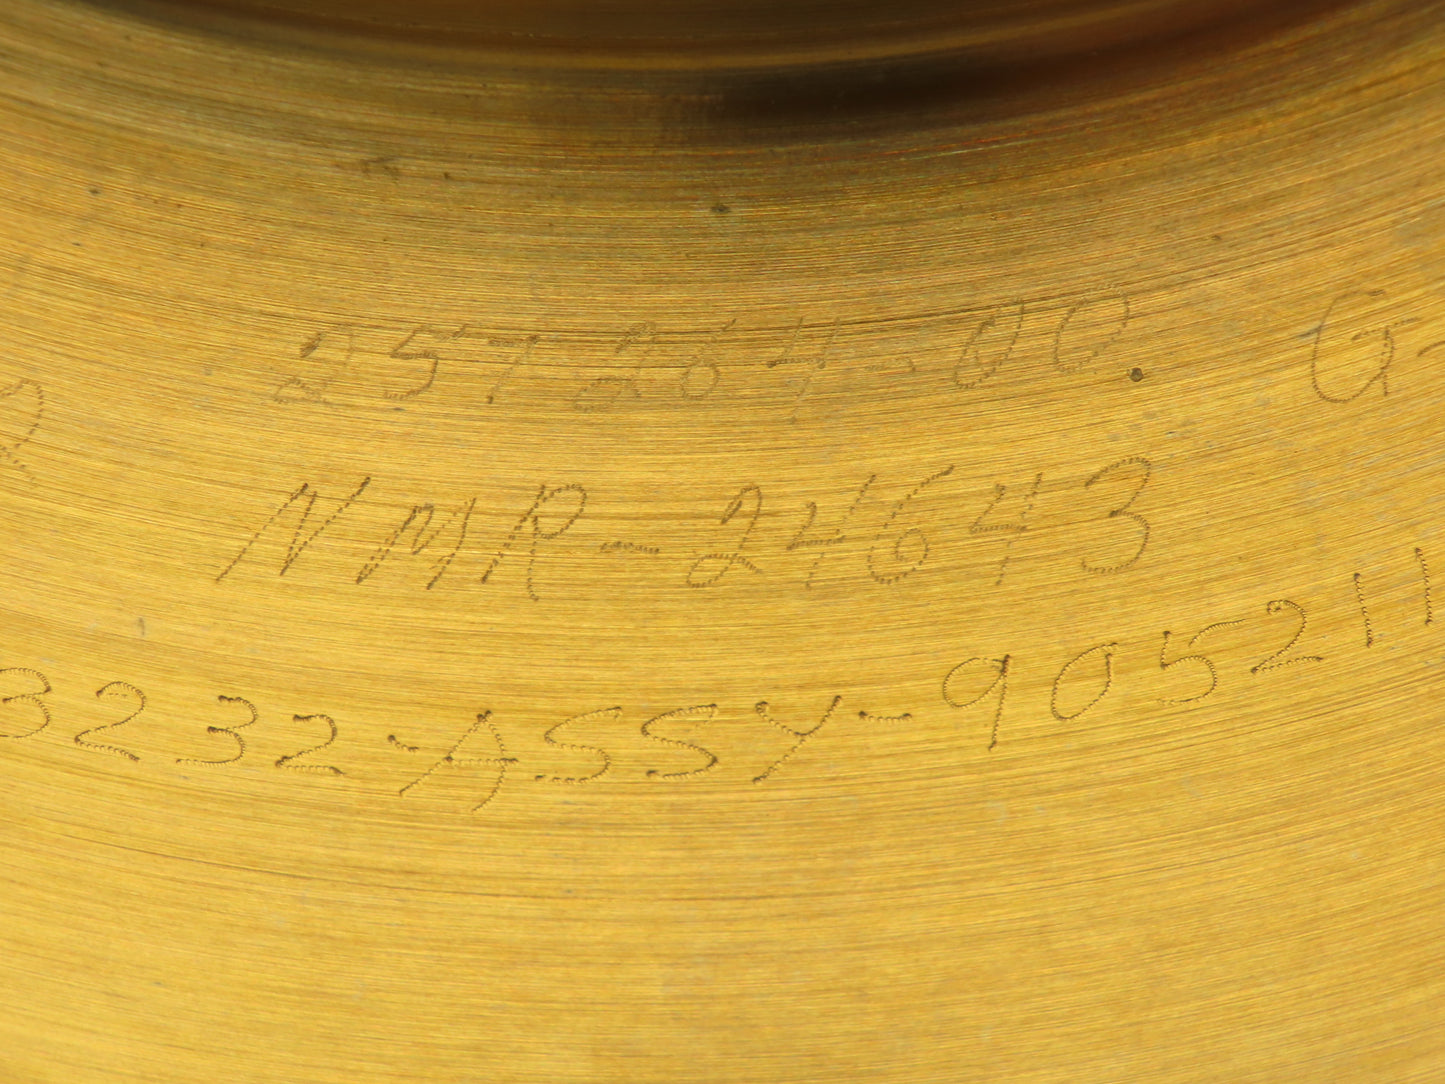 257264-00 G-
R NMR-24643
3232-ASSY-905211